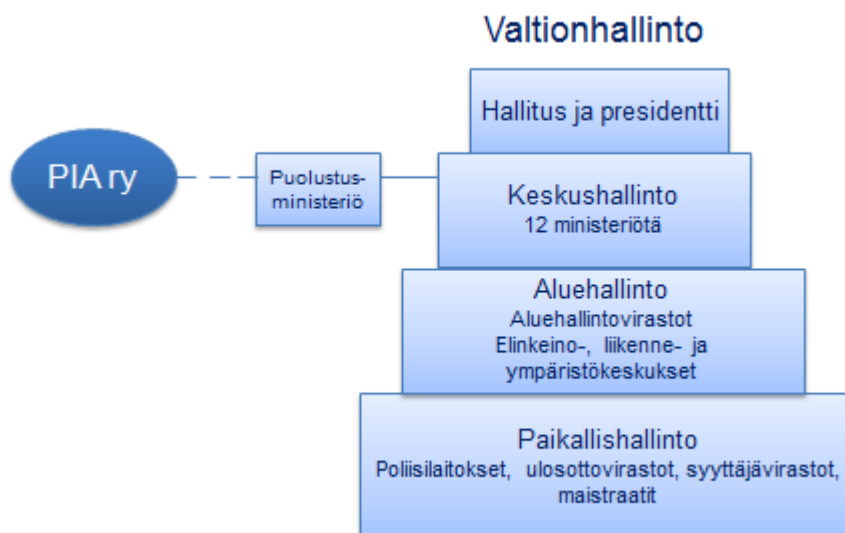 Valtionhallinto
Hallitus ja presidentti
PIA ry
Puolustus-
ministeriö
Keskushallinto
12 ministeriötä
Aluehallinto
Aluehallintovirastot
Elinkeino-, liikenne- ja
ympäristökeskukset
Paikallishallinto
Poliisilaitokset, ulosottovirastot, syyttäjävirastot,
maistraatit